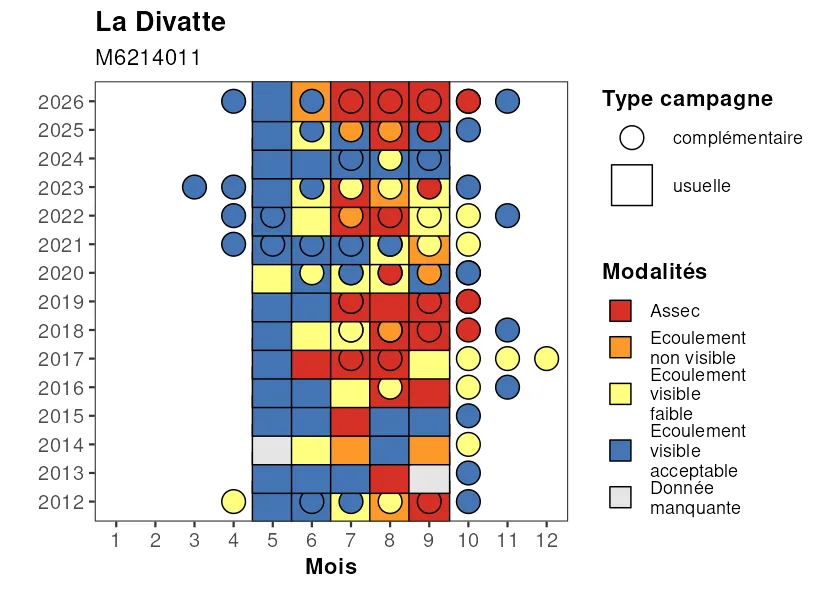 La Divatte
M6214011
2026
2025
2024
2023
2022
2021
2020
2019
2018
2017
2016
2015
2014
2013
2012
1 2 3 4 5 6 7 8 9 10 11 12
Mois
Type campagne
complémentaire
usuelle
Modalités
Assec
Ecoulement
non visible
Ecoulement
visible
faible
Ecoulement
visible
acceptable
Donnée
manquante